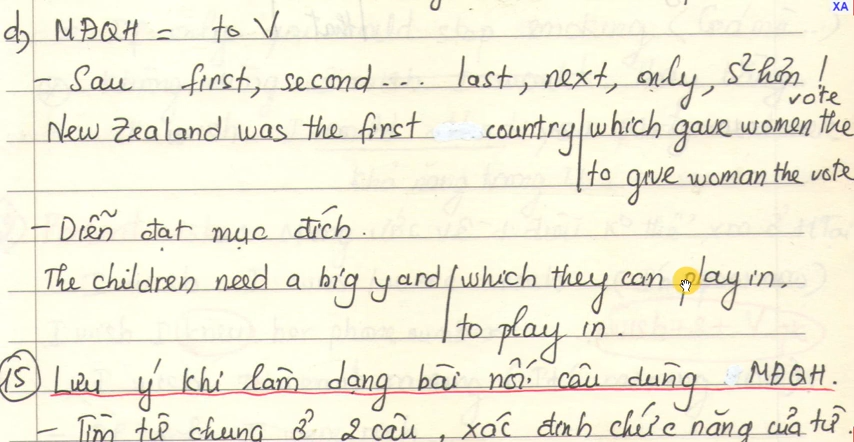 XA
d, MĐQH = to V
- Sau first, second.... last, next, only, S² hơn !
vote
New Zealand was the first country which gave women the
to give woman the vote
- Diễn đạt mục đích.
The children need a big yard which they can play in.
to play in.
15 Lưu ý khi làm dạng bài nối câu dùng MĐQH.
- Tìm từ chung ở 2 câu, xác định chức năng của từ.